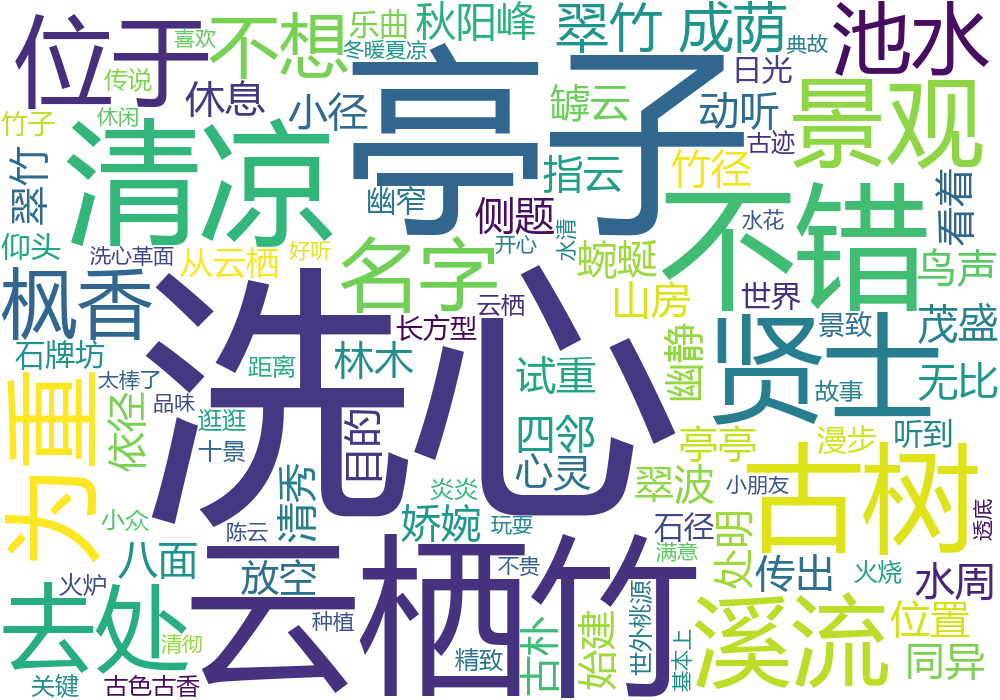 位于
喜欢
不想
乐曲
秋阳峰
翠竹
成荫
典故
池水
冬暖夏凉
传说
休息
小径
亭子
罅云
日光
动听
景观
竹子
休闲
清凉
古迹
翠竹
幽窄
指云
竹径
看着
侧题
不错
水花
仰头
洗心革面
从云栖
好听
名字
开心
水清
蜿蜒
鸟声
枫香
洗心
云栖
山房
世界
长方型
景致
茂盛
石牌坊
距离
林木
试重
幽静
贤士
太棒了
品味
故事
无比
为重
依径
逛逛
十景
目的
四邻
心灵
亭亭
漫步
听到
古树
清秀
炎炎
翠波
小朋友
透底
小众
陈云
娇婉
玩耍
石径
满意
处明
八面
云栖竹
放空
不贵
传出
火烧
水周
去处
火炉
种植
清彻
古朴
始建
世外桃源
基本上
溪流
位置
同异
精致
关键
古色古香